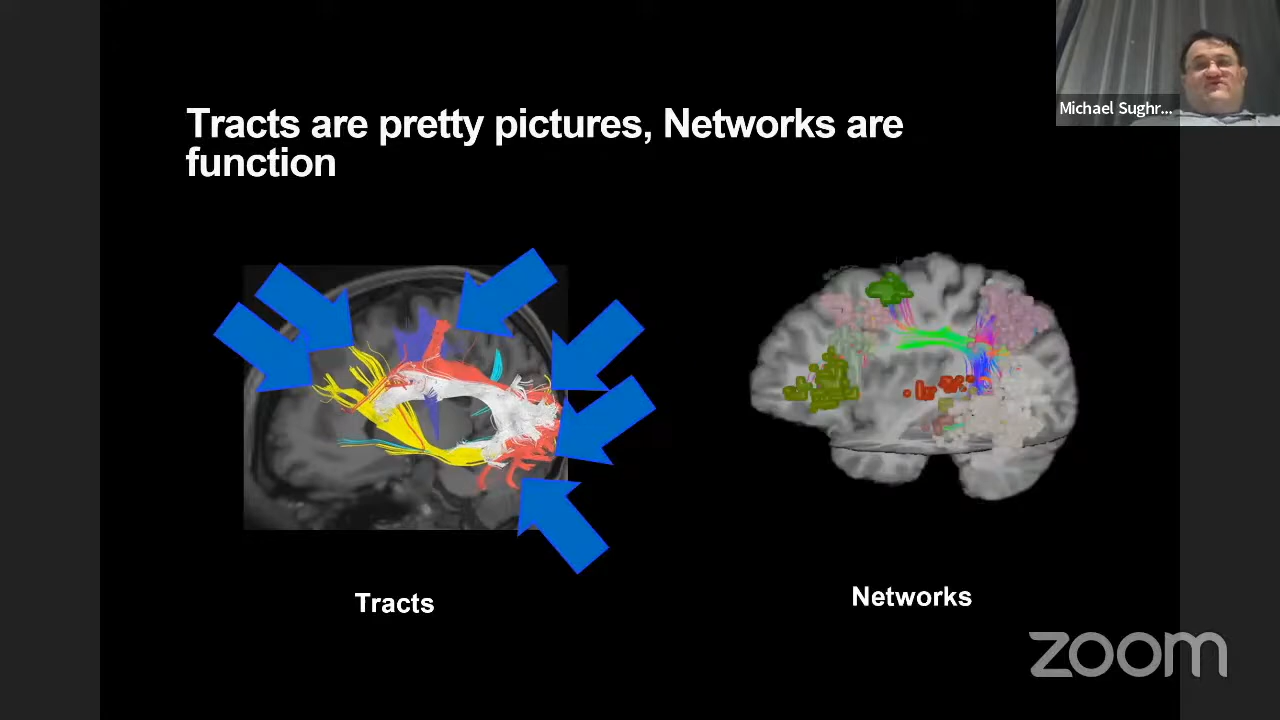 Michael Sughr...
Tracts are pretty pictures, Networks are
function
Tracts
Networks
zoom